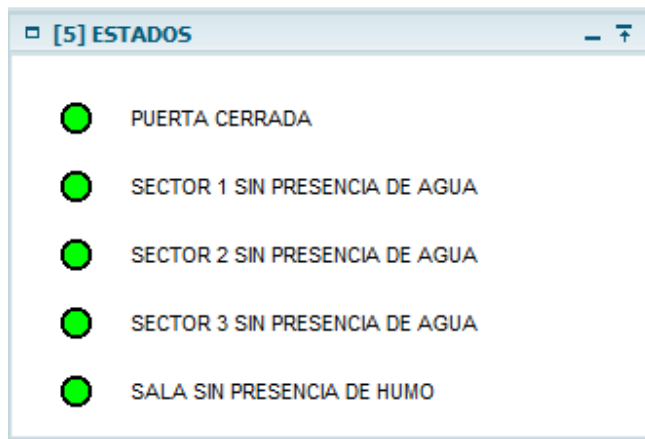 [5] ESTADOS
PUERTA CERRADA
SECTOR 1 SIN PRESENCIA DE AGUA
SECTOR 2 SIN PRESENCIA DE AGUA
SECTOR 3 SIN PRESENCIA DE AGUA
SALA SIN PRESENCIA DE HUMO